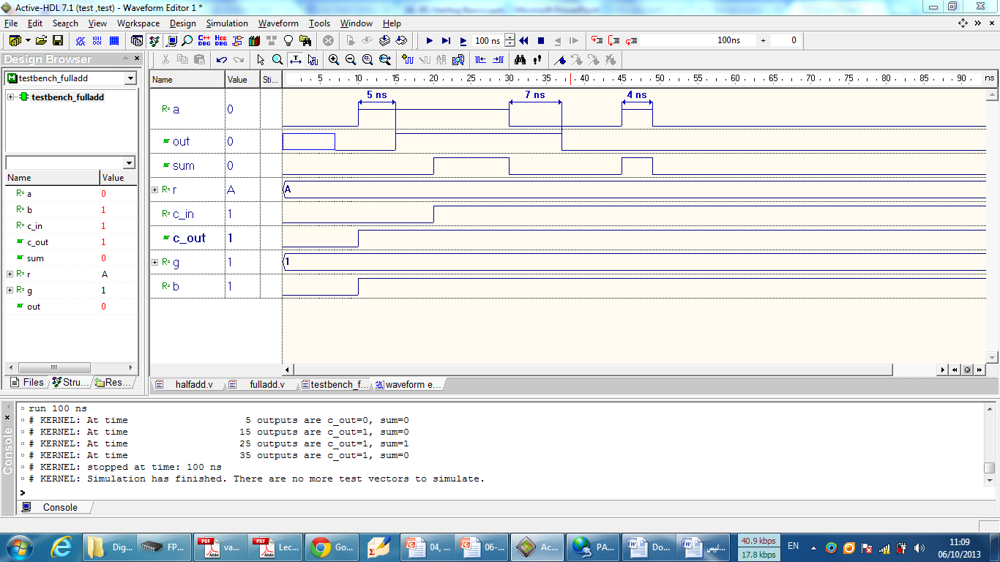 Active-HDL 7.1 (test ,test) - Waveform Editor 1 *
File Edit Search View Workspace Design Simulation Waveform Tools Window Help
C++ DBG HCC DBG 100 ns 100ns + 0
Design Browser
testbench_fulladd
testbench_fulladd
Name Value
R= a 0
R= b 1
R= c_in 1
c_out 1
sum 0
R= r A
R= g 1
out 0
Files Stru... Res...
Name Value Sti... 5 10 15 20 25 30 35 40 45 50 55 60 65 70 75 80 85 90 ns
5 ns 7 ns 4 ns
R= a 0
out 0
sum 0
R= r A A
R= c_in 1
c_out 1
R= g 1 1
R= b 1
halfadd.v fulladd.v testbench_f... waveform e...
Console
run 100 ns
# KERNEL: At time 5 outputs are c_out=0, sum=0
# KERNEL: At time 15 outputs are c_out=1, sum=0
# KERNEL: At time 25 outputs are c_out=1, sum=1
# KERNEL: At time 35 outputs are c_out=1, sum=0
# KERNEL: stopped at time: 100 ns
# KERNEL: Simulation has finished. There are no more test vectors to simulate.
>
Console
Dig... FP... va... Lec... Go... 04, ... 06-... Ac... PA... Do... ...ليس 40.9 kbps EN 11:09
17.8 kbps 06/10/2013